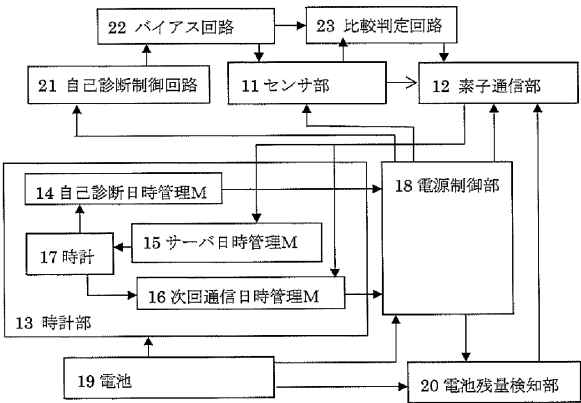 22 バイアス回路
23 比較判定回路
21 自己診断制御回路
11 センサ部
12 素子通信部
14 自己診断日時管理M
18 電源制御部
15 サーバ日時管理M
17 時計
16 次回通信日時管理M
13 時計部
19 電池
20 電池残量検知部